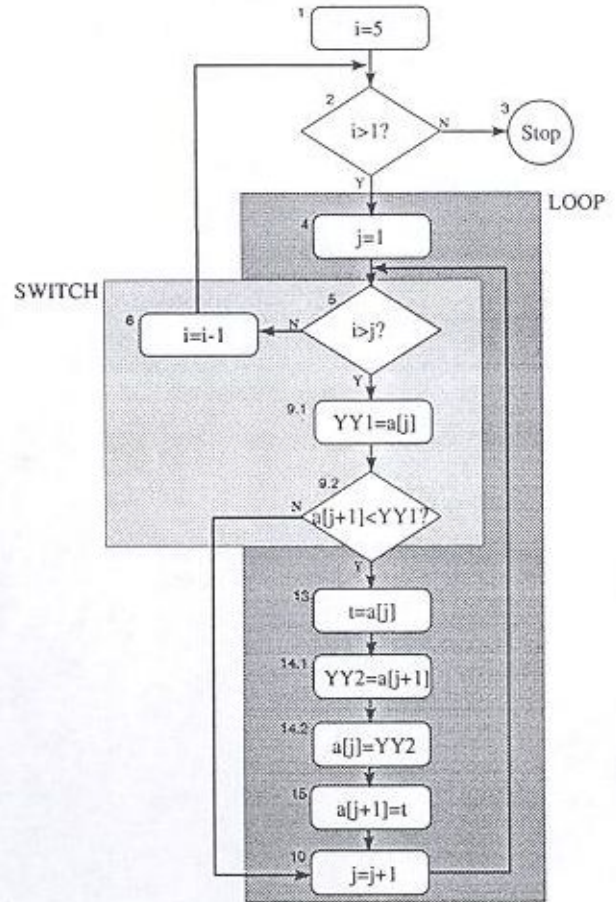 1
i=5
2
i>1?
N
3
Stop
Y
LOOP
4
j=1
SWITCH
5
i>j?
N
6
i=i-1
Y
9.1
YY1=a[j]
9.2
a[j+1]<YY1?
N
Y
13
t=a[j]
14.1
YY2=a[j+1]
14.2
a[j]=YY2
15
a[j+1]=t
10
j=j+1